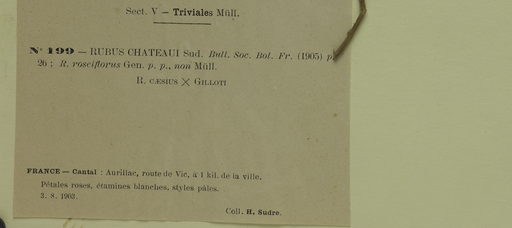 Sect. V — Triviales Müll.
N° 199 — RUBUS CHATEAUI Sud. Bull. Soc. Bot. Fr. (1905) p.
26 ; R. rosciflorus Gen. p. p., non Müll.
R. CÆSIUS × GILLOTI
FRANCE — Cantal : Aurillac, route de Vic, à 1 kil. de la ville.
Pétales roses, étamines blanches, styles pâles.
3. 8. 1903.
Coll. H. Sudre.